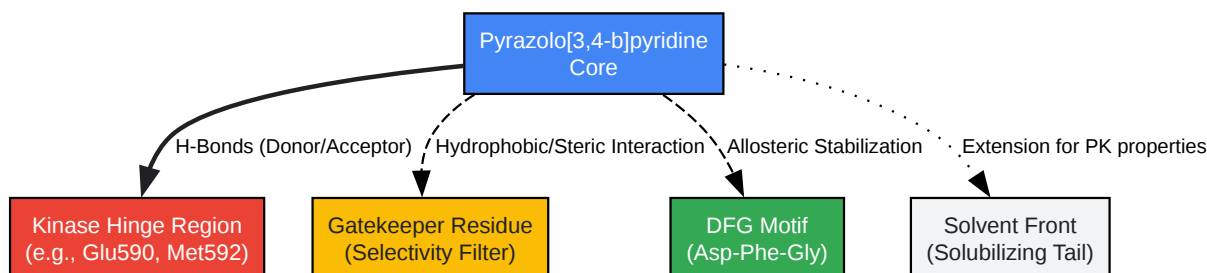 Pyrazolo[3,4-b]pyridine
Core
H-Bonds (Donor/Acceptor)
Hydrophobic/Steric Interaction
Allosteric Stabilization
Extension for PK properties
Kinase Hinge Region
(e.g., Glu590, Met592)
Gatekeeper Residue
(Selectivity Filter)
DFG Motif
(Asp-Phe-Gly)
Solvent Front
(Solubilizing Tail)